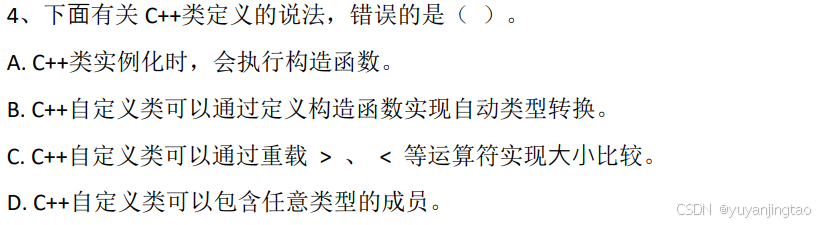 4、下面有关 C++类定义的说法，错误的是（ ）。
A. C++类实例化时，会执行构造函数。
B. C++自定义类可以通过定义构造函数实现自动类型转换。
C. C++自定义类可以通过重载 > 、 < 等运算符实现大小比较。
D. C++自定义类可以包含任意类型的成员。
CSDN @yuyanjingtao